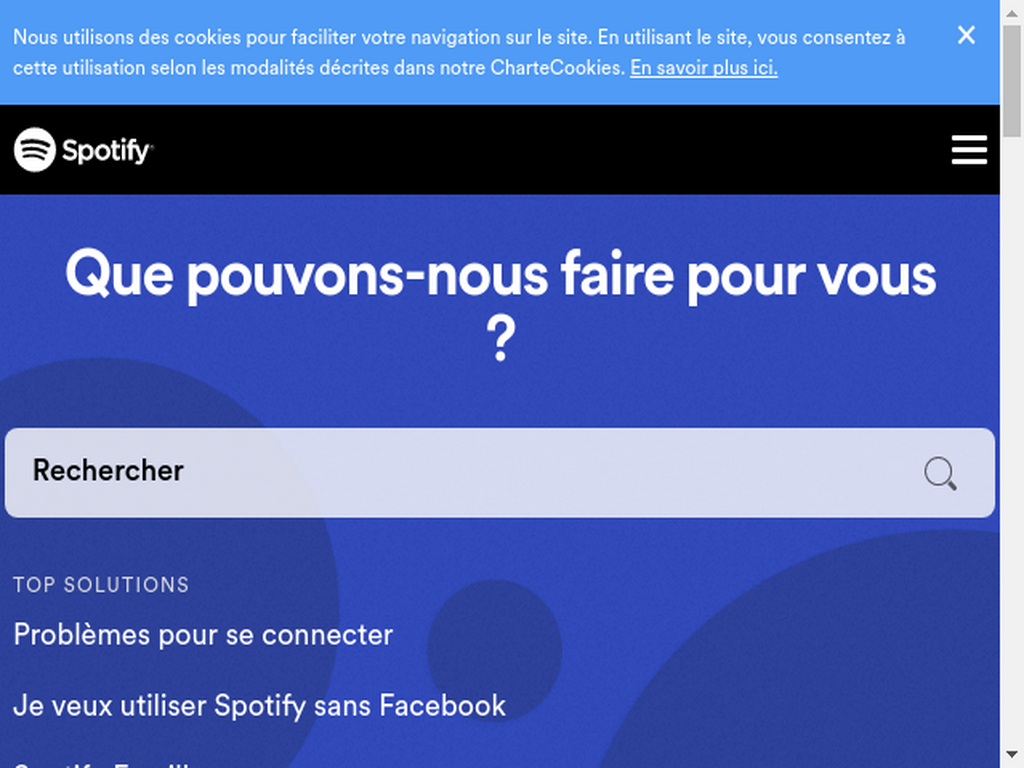 Nous utilisons des cookies pour faciliter votre navigation sur le site. En utilisant le site, vous consentez à
cette utilisation selon les modalités décrites dans notre CharteCookies. En savoir plus ici.
Spotify
Que pouvons-nous faire pour vous
?
Rechercher
TOP SOLUTIONS
Problèmes pour se connecter
Je veux utiliser Spotify sans Facebook